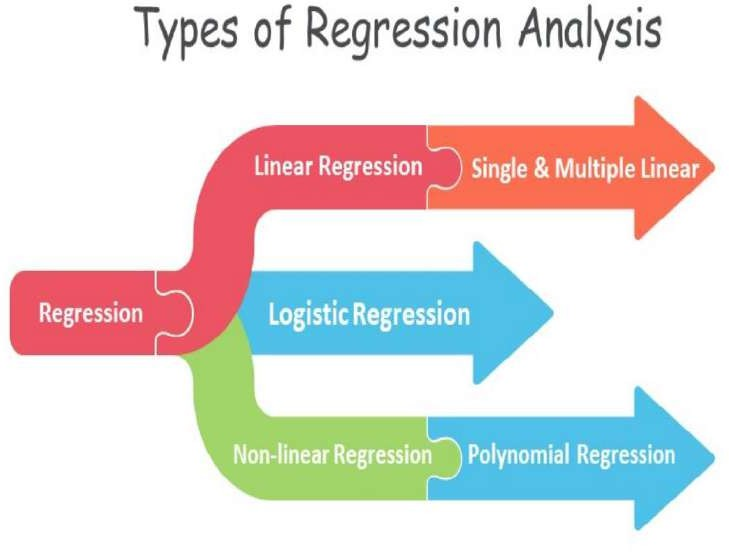 Types of Regression Analysis
Linear Regression
Single & Multiple Linear
Regression
Logistic Regression
Non-linear Regression
Polynomial Regression